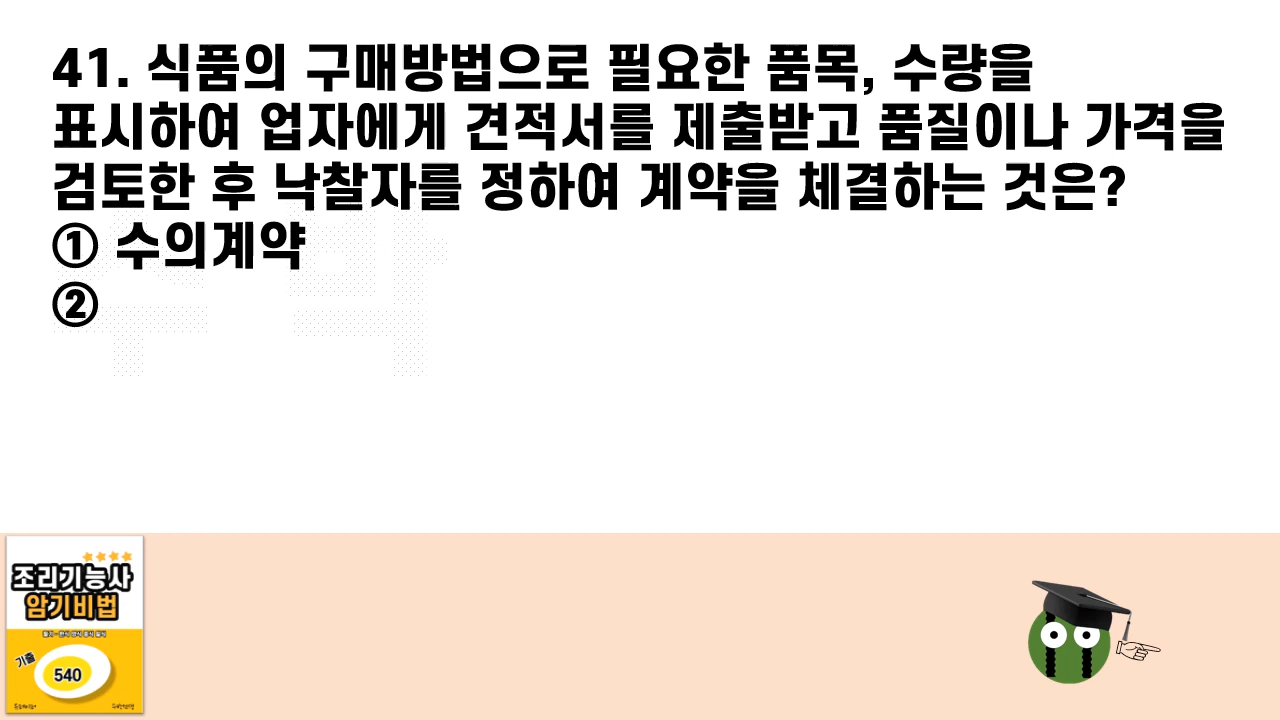 41. 식품의 구매방법으로 필요한 품목, 수량을
표시하여 업자에게 견적서를 제출받고 품질이나 가격을
검토한 후 낙찰자를 정하여 계약을 체결하는 것은?
① 수의계약
②
조리기능사
암기비법
기출
540